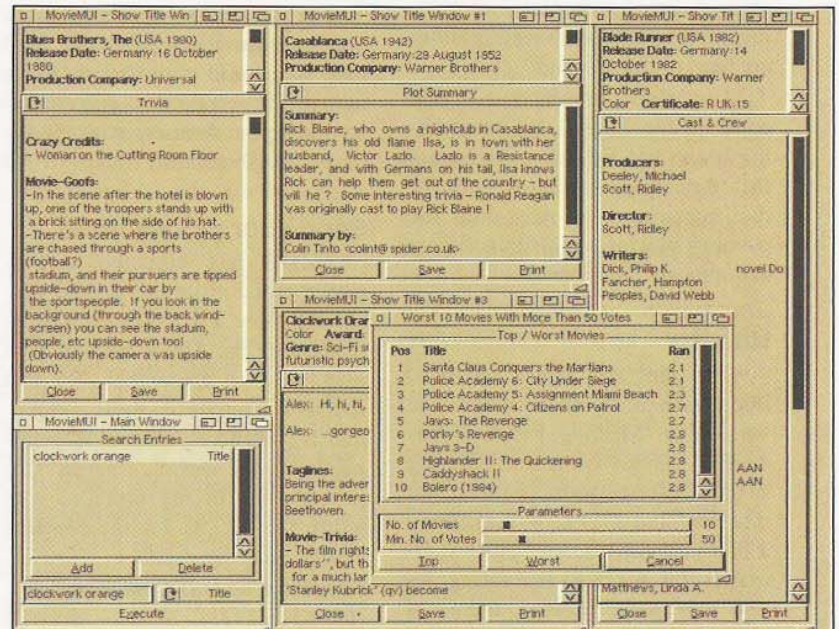 MovieMUI - Show Title Win
Blues Brothers, The (USA 1980)
Release Date: Germany:16 October
1980
Production Company: Universal
Trivia
Crazy Credits:
- Woman on the Cutting Room Floor
Movie-Goofs:
-In the scene after the hotel is blown
up, one of the troopers stands up with
a brick sitting on the side of his hat.
-There's a scene where the brothers
are chased through a sports
(football?)
stadium, and their pursuers are tipped
upside-down in their car by
the sportspeople. If you look in the
background (through the back wind-
screen) you can see the stadium,
people, etc upside-down too!
(Obviously the camera was upside
down).
Close Save Print
MovieMUI - Main Window
Search Entries
clockwork orange Title
Add Delete
clockwork orange Title
Execute
MovieMUI - Show Title Window #1
Casablanca (USA 1942)
Release Date: Germany:29 August 1952
Production Company: Warner Brothers
Plot Summary
Summary:
Rick Blaine, who owns a nightclub in Casablanca,
discovers his old flame Ilsa, is in town with her
husband, Victor Lazlo. Lazlo is a Resistance
leader, and with Germans on his tail, Ilsa knows
Rick can help them get out of the country - but
will he ? Some interesting trivia - Ronald Reagan
was originally cast to play Rick Blaine !
Summary by:
Colin Tinto <colint@spider.co.uk>
Close Save Print
MovieMUI - Show Title Window #3
Clockwork Oran
Color Award:
Genre: Sci-Fi
futuristic psych
Alex: Hi, hi, hi,
Alex: ...gorgeo
Taglines:
Being the adver
principal intere
Beethoven.
Movie-Trivia:
- The film rights
dollars'', but th
for a much lar
'Stanley Kubrick' (qv) become
Close Save Print
Worst 10 Movies With More Than 50 Votes
Top / Worst Movies
Pos Title Ran
1 Santa Claus Conquers the Martians 2.1
2 Police Academy 6: City Under Siege 2.1
3 Police Academy 5: Assignment Miami Beach 2.3
4 Police Academy 4: Citizens on Patrol 2.7
5 Jaws: The Revenge 2.7
6 Porky's Revenge 2.8
7 Jaws 3-D 2.8
8 Highlander II: The Quickening 2.8
9 Caddyshack II 2.8
10 Bolero (1984) 2.8
Parameters
No. of Movies 10
Min. No. of Votes 50
Top Worst Cancel
MovieMUI - Show Tit
Blade Runner (USA 1982)
Release Date: Germany:14
October 1982
Production Company: Warner
Brothers
Color Certificate: R UK:15
Cast & Crew
Producers:
Deeley, Michael
Scott, Ridley
Director:
Scott, Ridley
Writers:
Dick, Philip K. novel Do
Fancher, Hampton
Peoples, David Webb
AAN
AAN
Matthews, Linda A.
Close Save Print